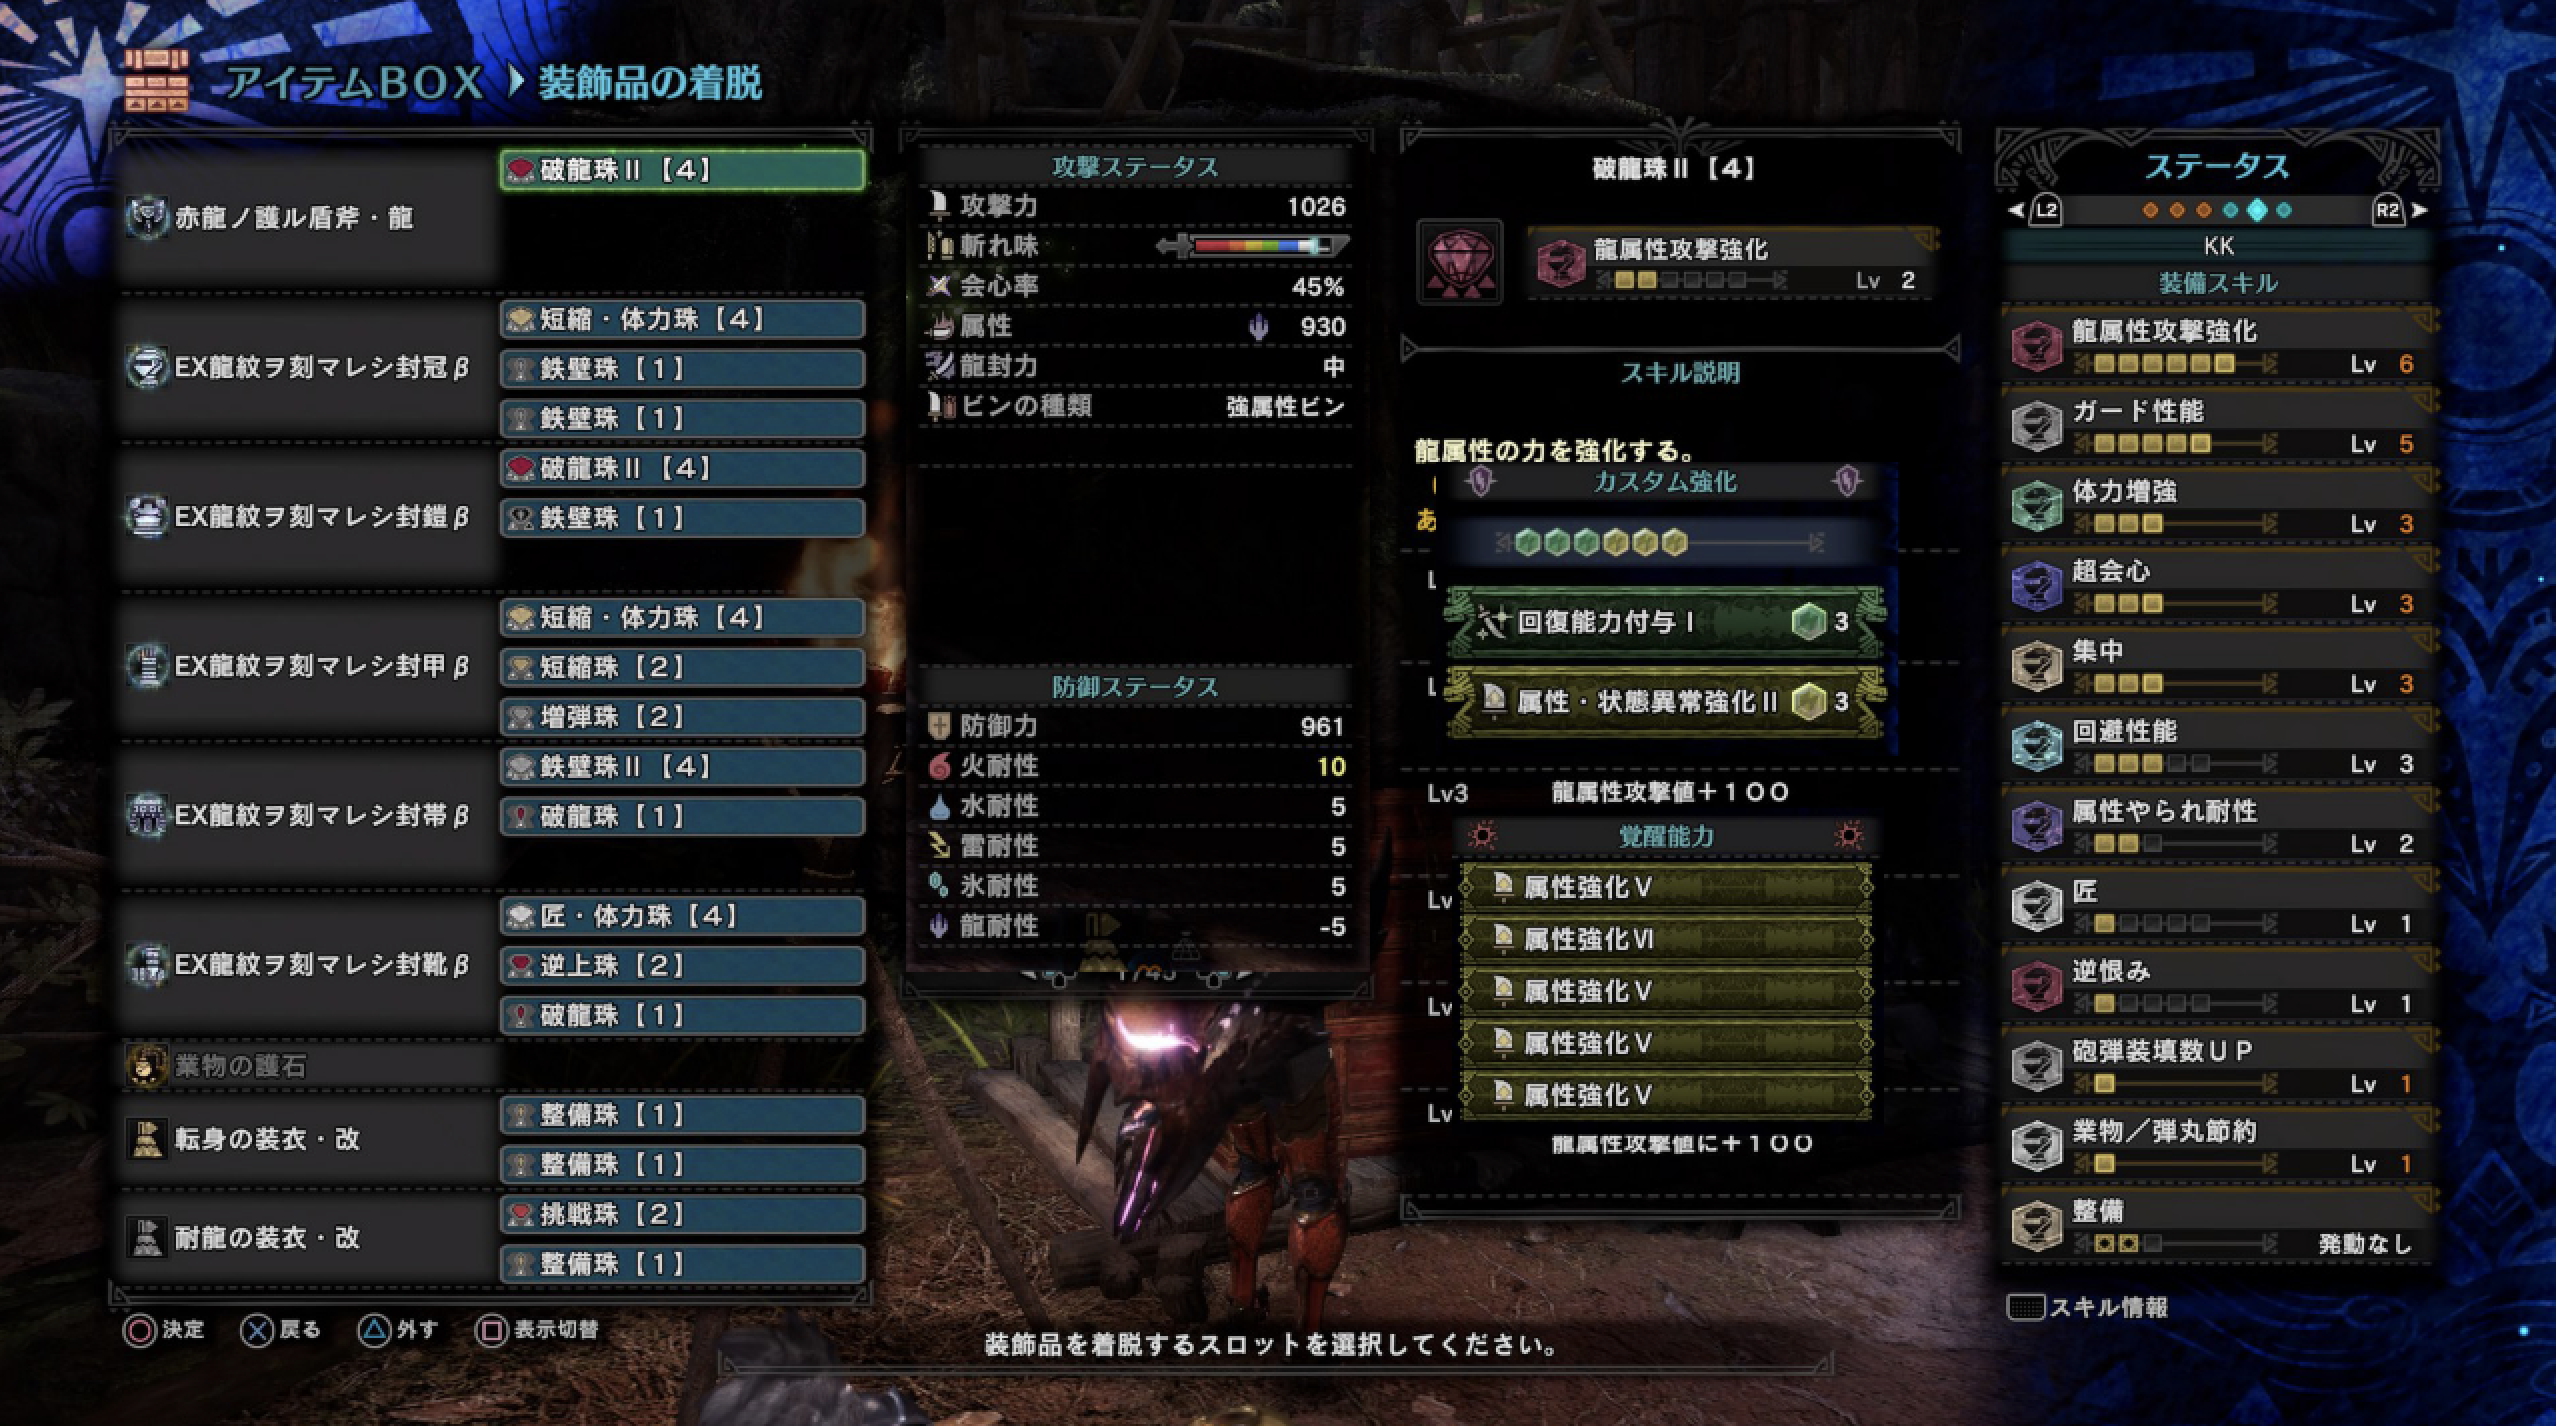 アイテムBOX 装飾品の着脱
赤龍ノ護ル盾斧・龍
破龍珠Ⅱ【4】
EX龍紋ヲ刻マレシ封冠β
短縮・体力珠【4】
鉄壁珠【1】
鉄壁珠【1】
EX龍紋ヲ刻マレシ封鎧β
破龍珠Ⅱ【4】
鉄壁珠【1】
EX龍紋ヲ刻マレシ封甲β
短縮・体力珠【4】
短縮珠【2】
増弾珠【2】
EX龍紋ヲ刻マレシ封帯β
鉄壁珠Ⅱ【4】
破龍珠【1】
EX龍紋ヲ刻マレシ封靴β
匠・体力珠【4】
逆上珠【2】
破龍珠【1】
業物の護石
転身の装衣・改
整備珠【1】
整備珠【1】
耐龍の装衣・改
挑戦珠【2】
整備珠【1】
決定 戻る 外す 表示切替
攻撃ステータス
攻撃力 1026
斬れ味
会心率 45%
属性 930
龍封力 中
ビンの種類 強属性ビン
防御ステータス
防御力 961
火耐性 10
水耐性 5
雷耐性 5
氷耐性 5
龍耐性 -5
破龍珠Ⅱ【4】
龍属性攻撃強化
Lv 2
スキル説明
龍属性の力を強化する。
カスタム強化
あ
回復能力付与Ⅰ 3
属性・状態異常強化Ⅱ 3
Lv3 龍属性攻撃値+100
覚醒能力
Lv
属性強化Ⅴ
属性強化Ⅵ
Lv
属性強化Ⅴ
属性強化Ⅴ
Lv
属性強化Ⅴ
龍属性攻撃値に+100
装飾品を着脱するスロットを選択してください。
ステータス
L2 R2
KK
装備スキル
龍属性攻撃強化
Lv 6
ガード性能
Lv 5
体力増強
Lv 3
超会心
Lv 3
集中
Lv 3
回避性能
Lv 3
属性やられ耐性
Lv 2
匠
Lv 1
逆恨み
Lv 1
砲弾装填数UP
Lv 1
業物/弾丸節約
Lv 1
整備
発動なし
スキル情報